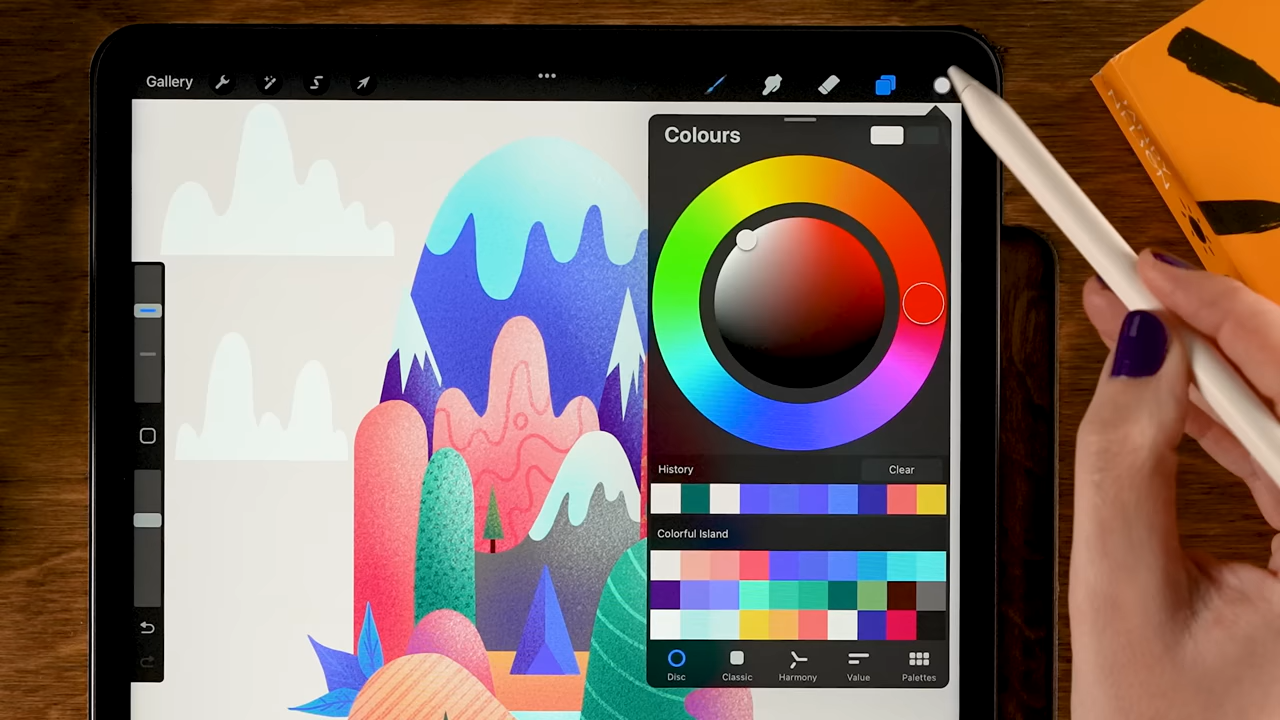 Gallery
Colours
History
Clear
Colorful Island
Disc
Classic
Harmony
Value
Palettes